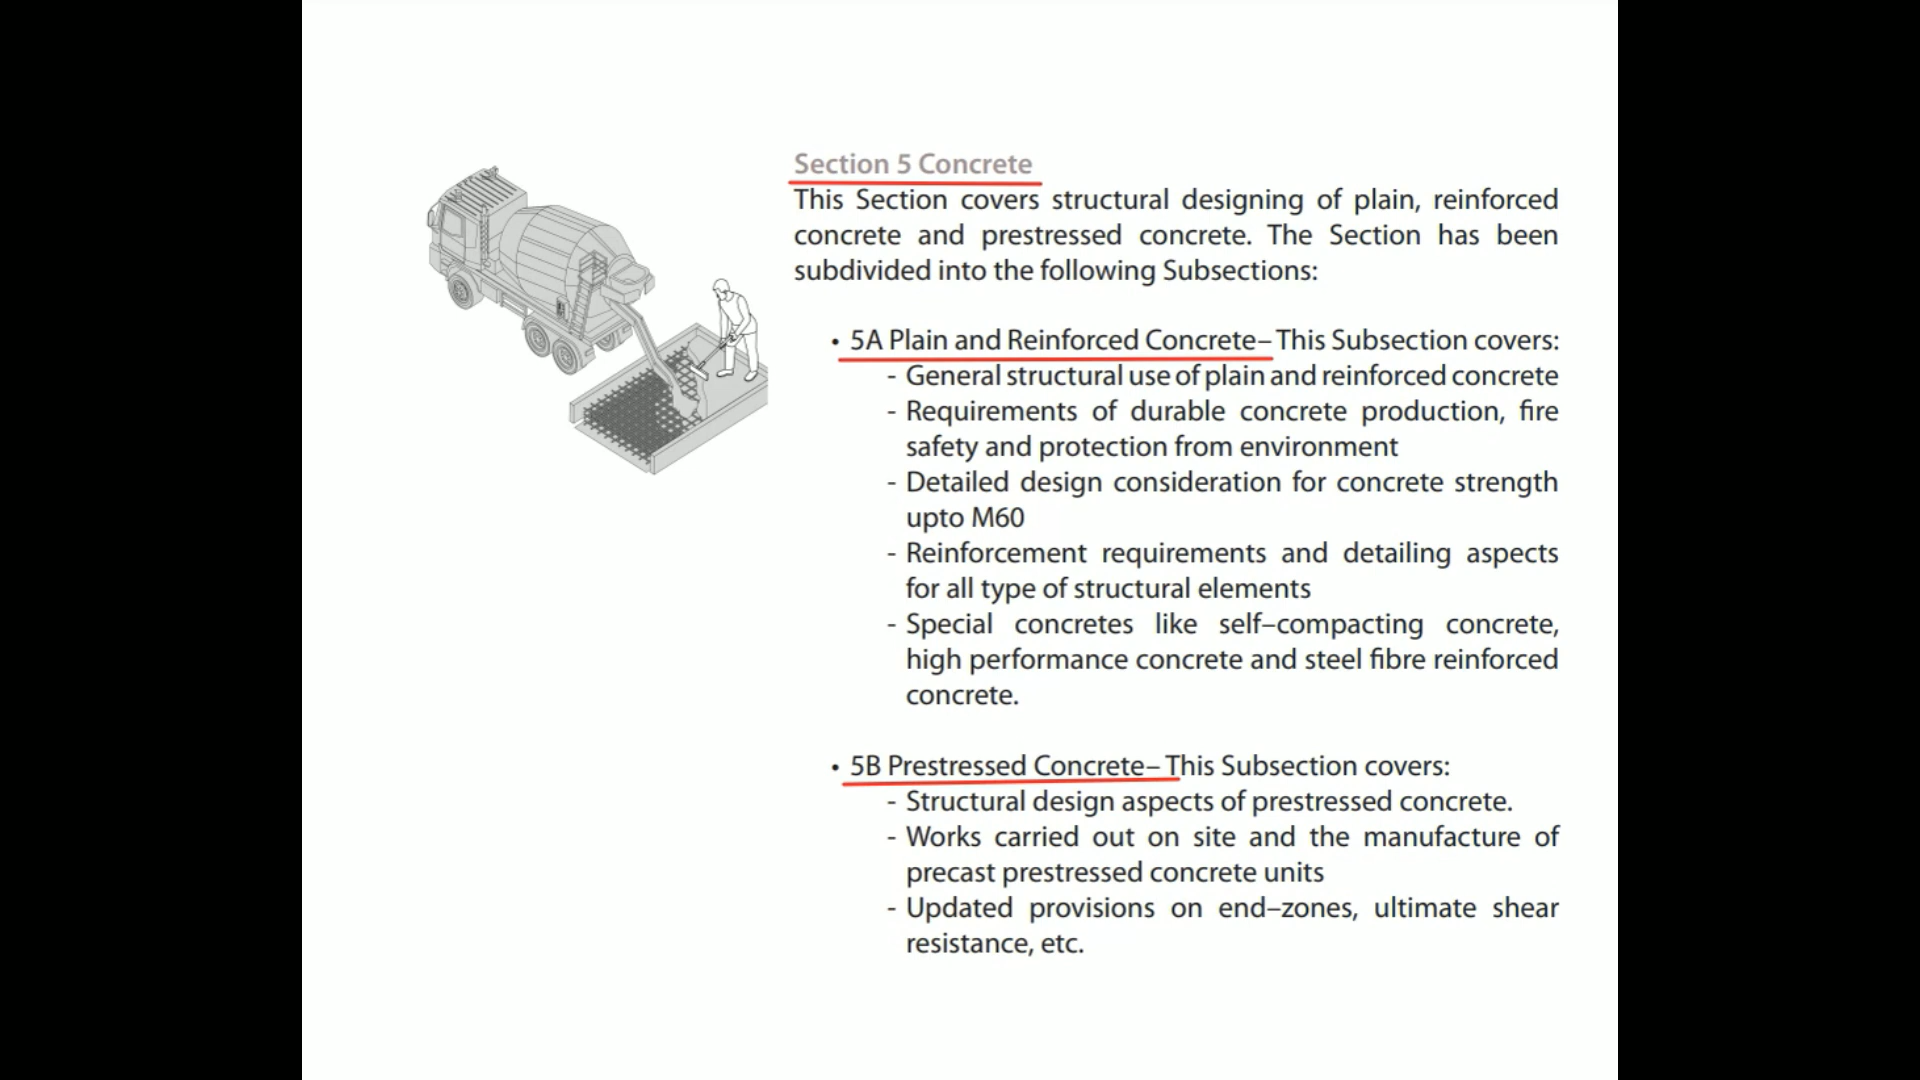 Section 5 Concrete
This Section covers structural designing of plain, reinforced
concrete and prestressed concrete. The Section has been
subdivided into the following Subsections:
• 5A Plain and Reinforced Concrete– This Subsection covers:
- General structural use of plain and reinforced concrete
- Requirements of durable concrete production, fire
safety and protection from environment
- Detailed design consideration for concrete strength
upto M60
- Reinforcement requirements and detailing aspects
for all type of structural elements
- Special concretes like self–compacting concrete,
high performance concrete and steel fibre reinforced
concrete.
• 5B Prestressed Concrete– This Subsection covers:
- Structural design aspects of prestressed concrete.
- Works carried out on site and the manufacture of
precast prestressed concrete units
- Updated provisions on end–zones, ultimate shear
resistance, etc.